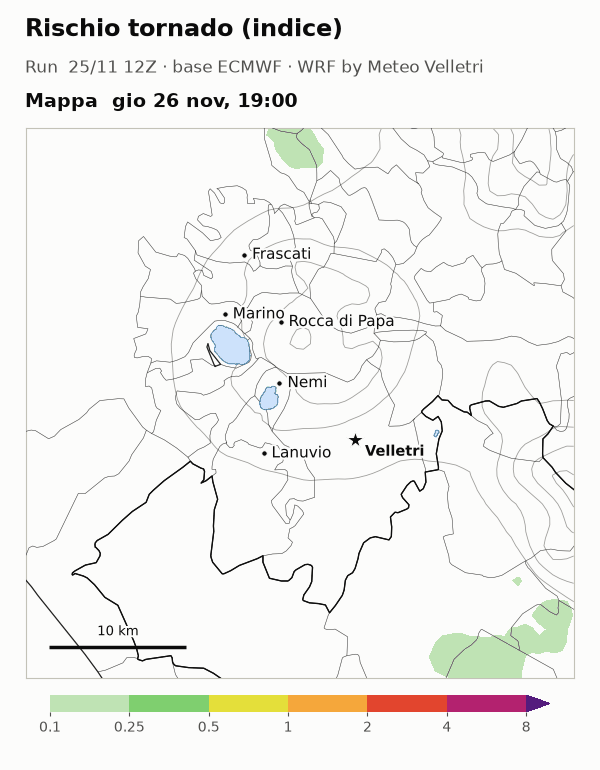 Rischio tornado (indice)
Run  25/11 12Z · base ECMWF · WRF by Meteo Velletri
Mappa  gio 26 nov, 19:00
Frascati
Marino
Rocca di Papa
Nemi
Velletri
Lanuvio
10 km
0.1 0.25 0.5 1 2 4 8